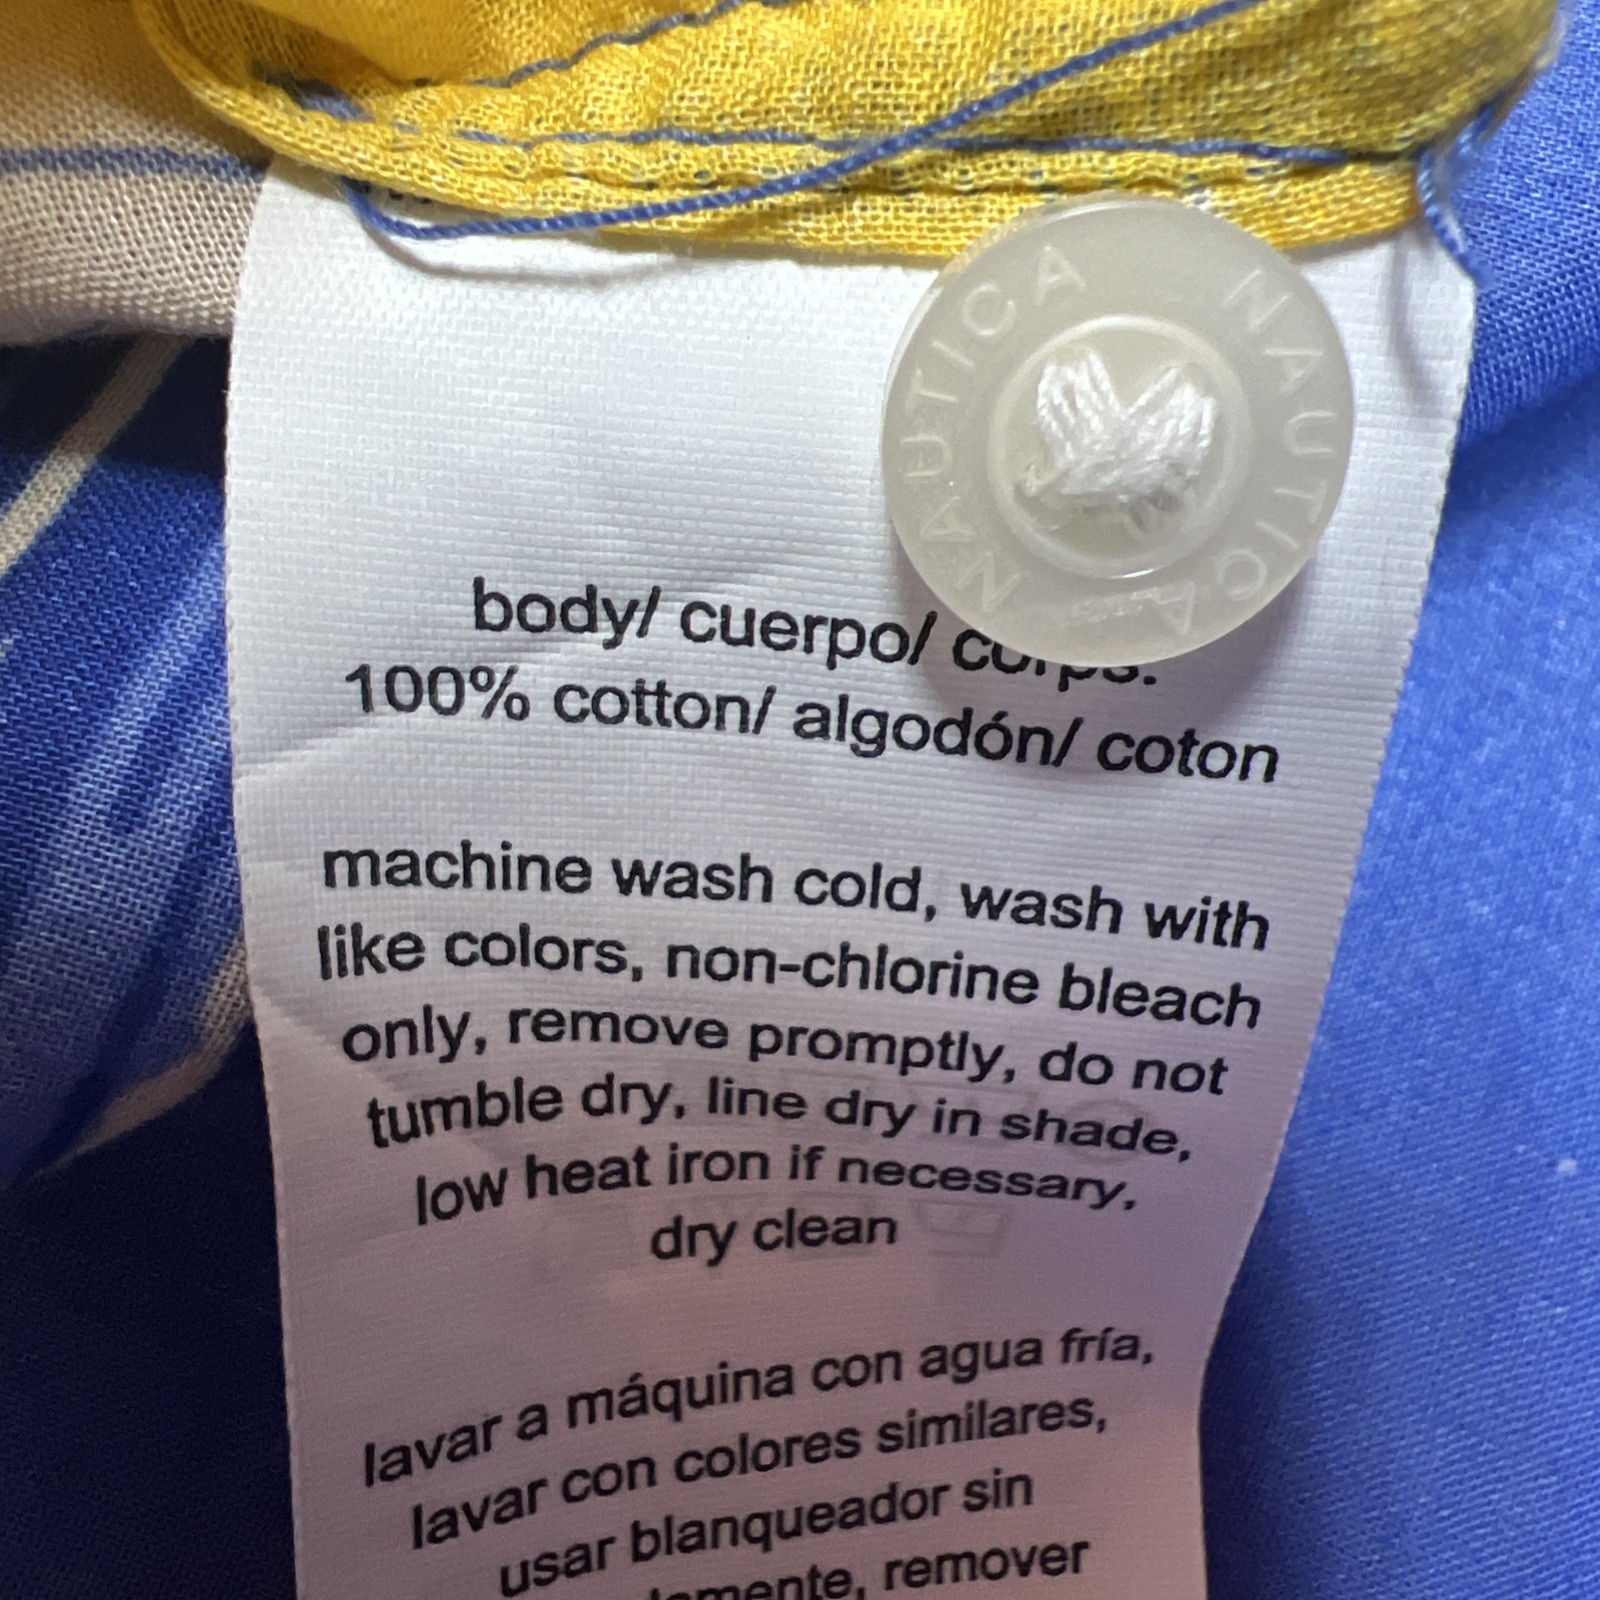 NAUTICA NAUTICA
body/ cuerpo/ corps:
100% cotton/ algodón/ coton
machine wash cold, wash with
like colors, non-chlorine bleach
only, remove promptly, do not
tumble dry, line dry in shade,
low heat iron if necessary,
dry clean
lavar a máquina con agua fría,
lavar con colores similares,
usar blanqueador sin
remover